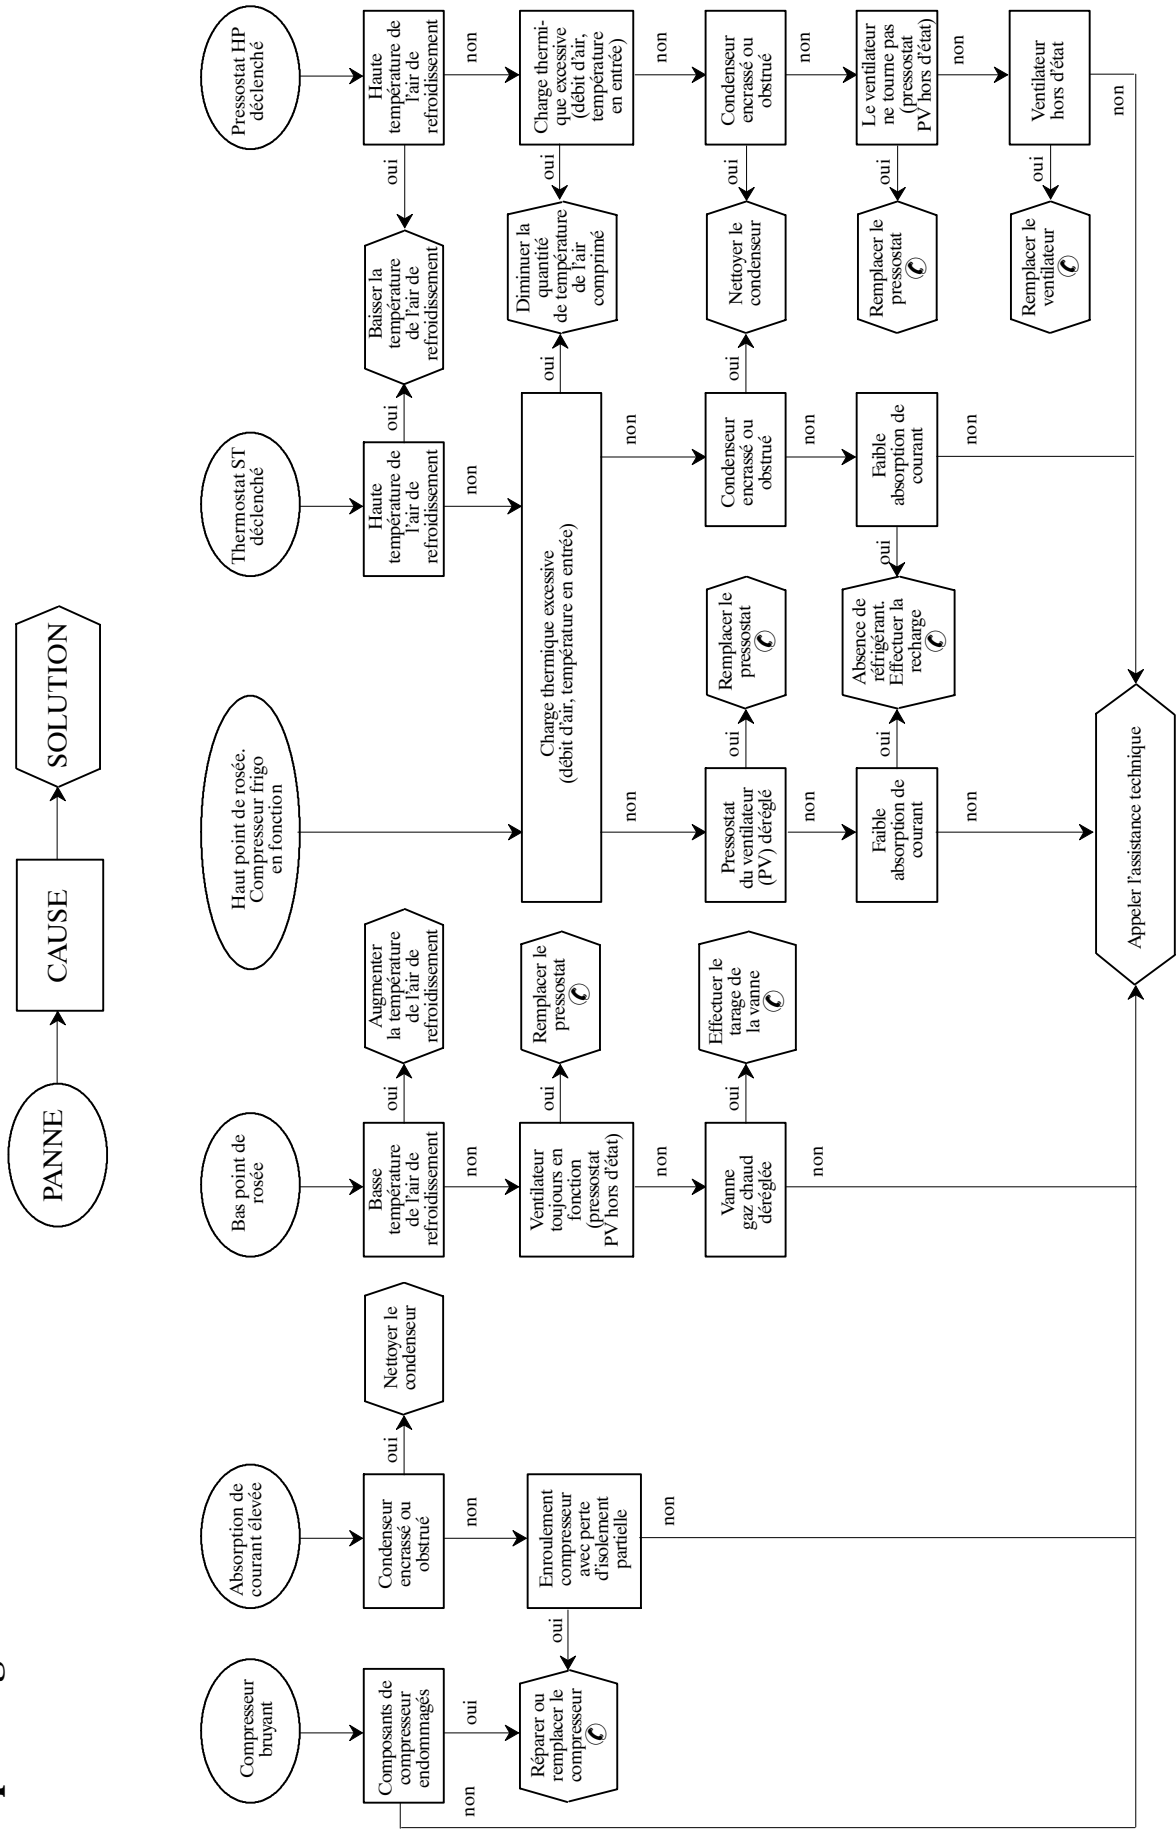 PANNE
CAUSE
SOLUTION
Compresseur
bruyant
Absorption de
courant élevée
Bas point de
rosée
Haut point de rosée.
Compresseur frigo
en fonction
Thermostat ST
déclenché
Pressostat HP
déclenché
Composants de
compresseur
endommagés
non
oui
Réparer ou
remplacer le
compresseur
Condenseur
encrassé ou
obstrué
oui
Nettoyer le
condenseur
non
Enroulement
compresseur
avec perte
d'isolement
partielle
oui
non
Basse
température
de l'air de
refroidissement
oui
Augmenter
la température
de l'air de
refroidissement
non
Ventilateur
toujours en
fonction
(pressostat
PV hors d'état)
oui
Remplacer le
pressostat
non
Vanne
gaz chaud
déréglée
oui
Effectuer le
tarage de
la vanne
non
Charge thermique excessive
(débit d'air, température en entrée)
non
Pressostat
du ventilateur
(PV) déréglé
oui
Remplacer le
pressostat
non
Faible
absorption de
courant
oui
Absence de
réfrigérant.
Effectuer la
recharge
non
Haute
température de
l'air de
refroidissement
oui
Baisser la
température
de l'air de
refroidissement
non
oui
Diminuer la
quantité
de température
de l'air
comprimé
non
Condenseur
encrassé ou
obstrué
oui
Nettoyer le
condenseur
non
Faible
absorption de
courant
oui
non
Haute
température de
l'air de
refroidissement
oui
non
Charge thermi-
que excessive
(débit d'air,
température
en entrée)
oui
non
Condenseur
encrassé ou
obstrué
oui
non
Le ventilateur
ne tourne pas
(pressostat
PV hors d'état)
oui
Remplacer le
pressostat
non
Ventilateur
hors d'état
oui
Remplacer le
ventilateur
non
Appeler l'assistance technique